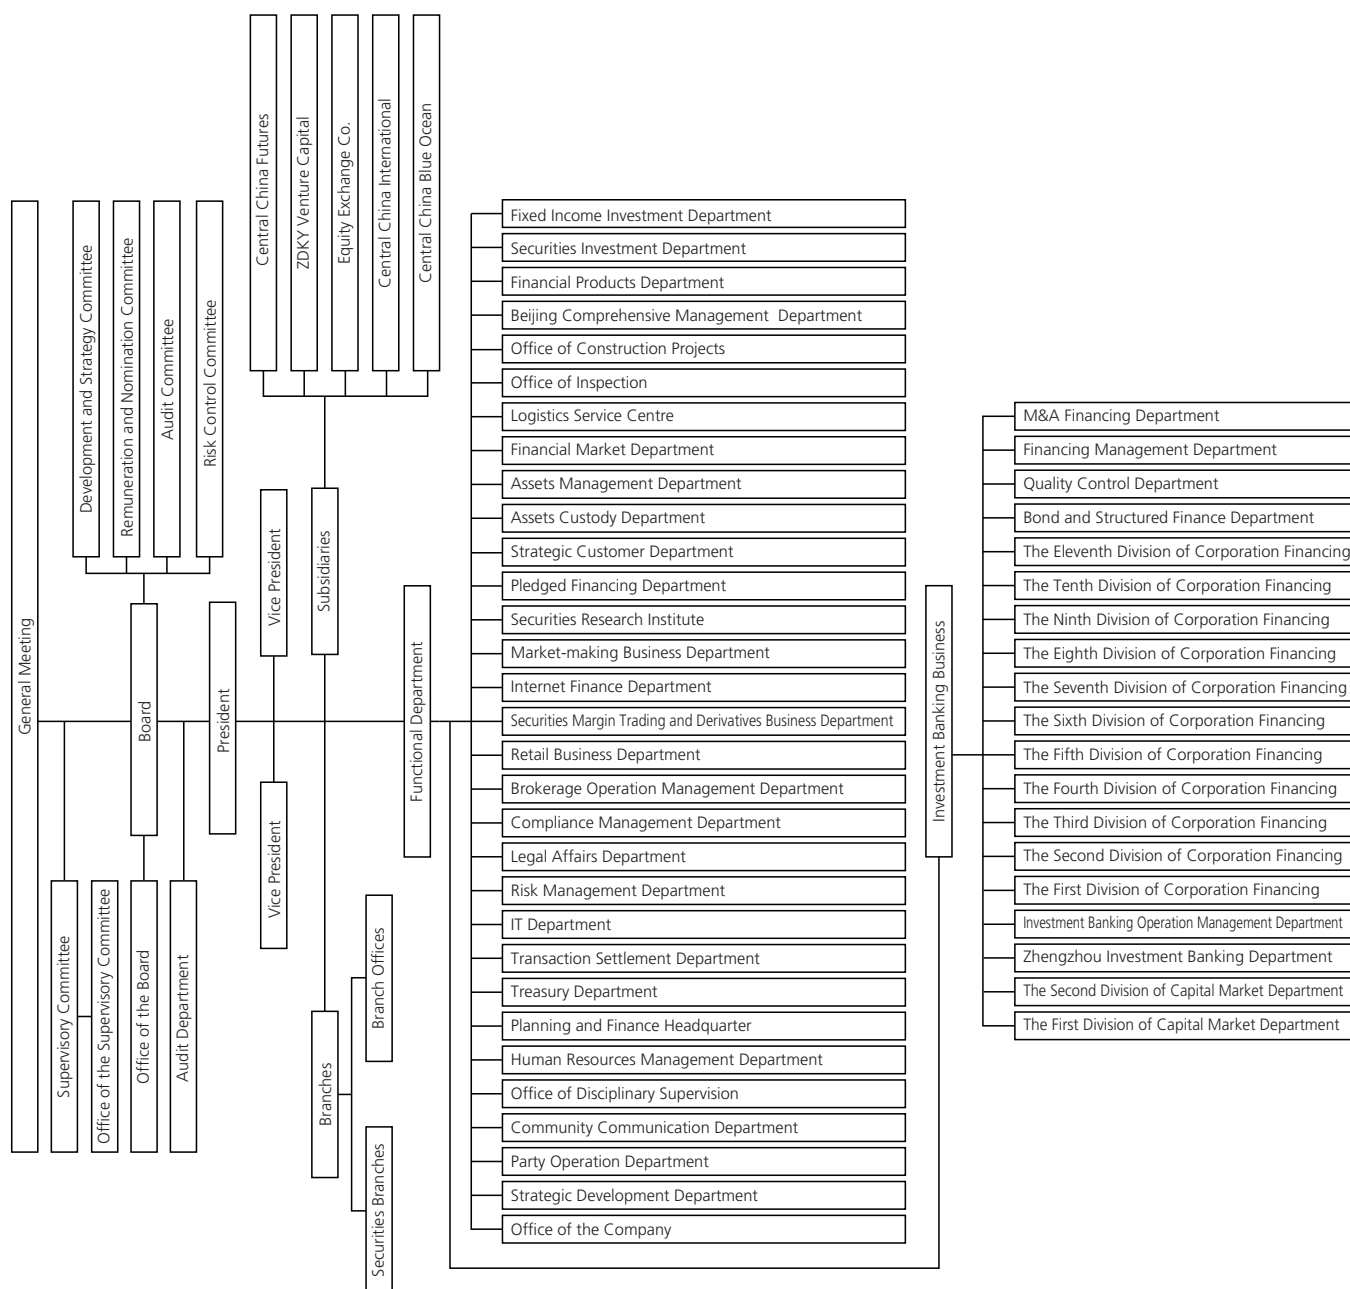 General Meeting
Development and Strategy Committee
Remuneration and Nomination Committee
Audit Committee
Risk Control Committee
Board
Supervisory Committee
Office of the Supervisory Committee
Office of the Board
Audit Department
President
Vice President
Vice President
Central China Futures
ZDKY Venture Capital
Equity Exchange Co.
Central China International
Central China Blue Ocean
Subsidiaries
Branches
Branch Offices
Securities Branches
Functional Department
Fixed Income Investment Department
Securities Investment Department
Financial Products Department
Beijing Comprehensive Management Department
Office of Construction Projects
Office of Inspection
Logistics Service Centre
Financial Market Department
Assets Management Department
Assets Custody Department
Strategic Customer Department
Pledged Financing Department
Securities Research Institute
Market-making Business Department
Internet Finance Department
Securities Margin Trading and Derivatives Business Department
Retail Business Department
Brokerage Operation Management Department
Compliance Management Department
Legal Affairs Department
Risk Management Department
IT Department
Transaction Settlement Department
Treasury Department
Planning and Finance Headquarter
Human Resources Management Department
Office of Disciplinary Supervision
Community Communication Department
Party Operation Department
Strategic Development Department
Office of the Company
Investment Banking Business
M&A Financing Department
Financing Management Department
Quality Control Department
Bond and Structured Finance Department
The Eleventh Division of Corporation Financing
The Tenth Division of Corporation Financing
The Ninth Division of Corporation Financing
The Eighth Division of Corporation Financing
The Seventh Division of Corporation Financing
The Sixth Division of Corporation Financing
The Fifth Division of Corporation Financing
The Fourth Division of Corporation Financing
The Third Division of Corporation Financing
The Second Division of Corporation Financing
The First Division of Corporation Financing
Investment Banking Operation Management Department
Zhengzhou Investment Banking Department
The Second Division of Capital Market Department
The First Division of Capital Market Department